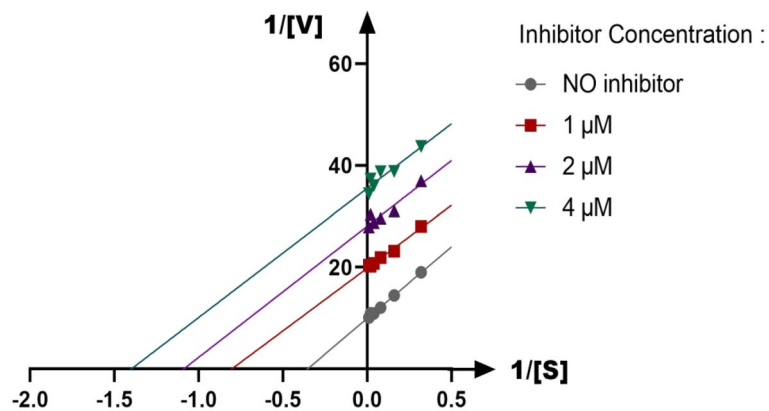 1/[V]
Inhibitor Concentration :
NO inhibitor
1 µM
2 µM
4 µM
60
40
20
-2.0 -1.5 -1.0 -0.5 0.0 0.5
1/[S]